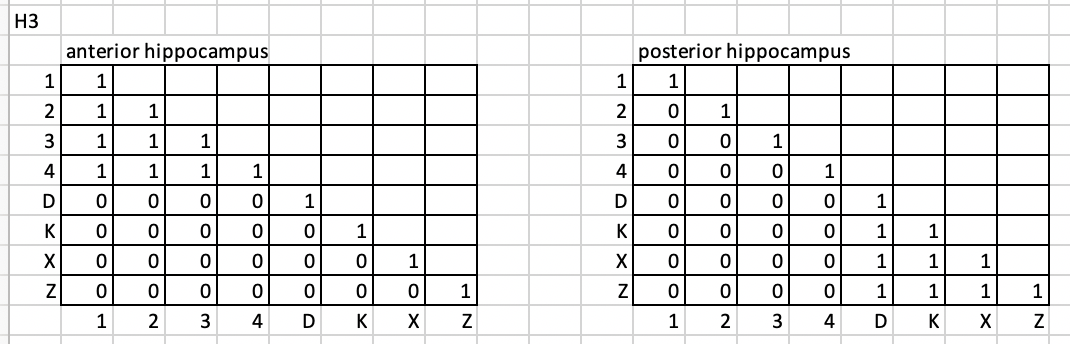 H3
anterior hippocampus posterior hippocampus
1 1 1 1
2 1 1 2 0 1
3 1 1 1 3 0 0 1
4 1 1 1 1 4 0 0 0 1
D 0 0 0 0 1 D 0 0 0 0 1
K 0 0 0 0 0 1 K 0 0 0 0 1 1
X 0 0 0 0 0 0 1 X 0 0 0 0 1 1 1
Z 0 0 0 0 0 0 0 1 Z 0 0 0 0 1 1 1 1
1 2 3 4 D K X Z 1 2 3 4 D K X Z